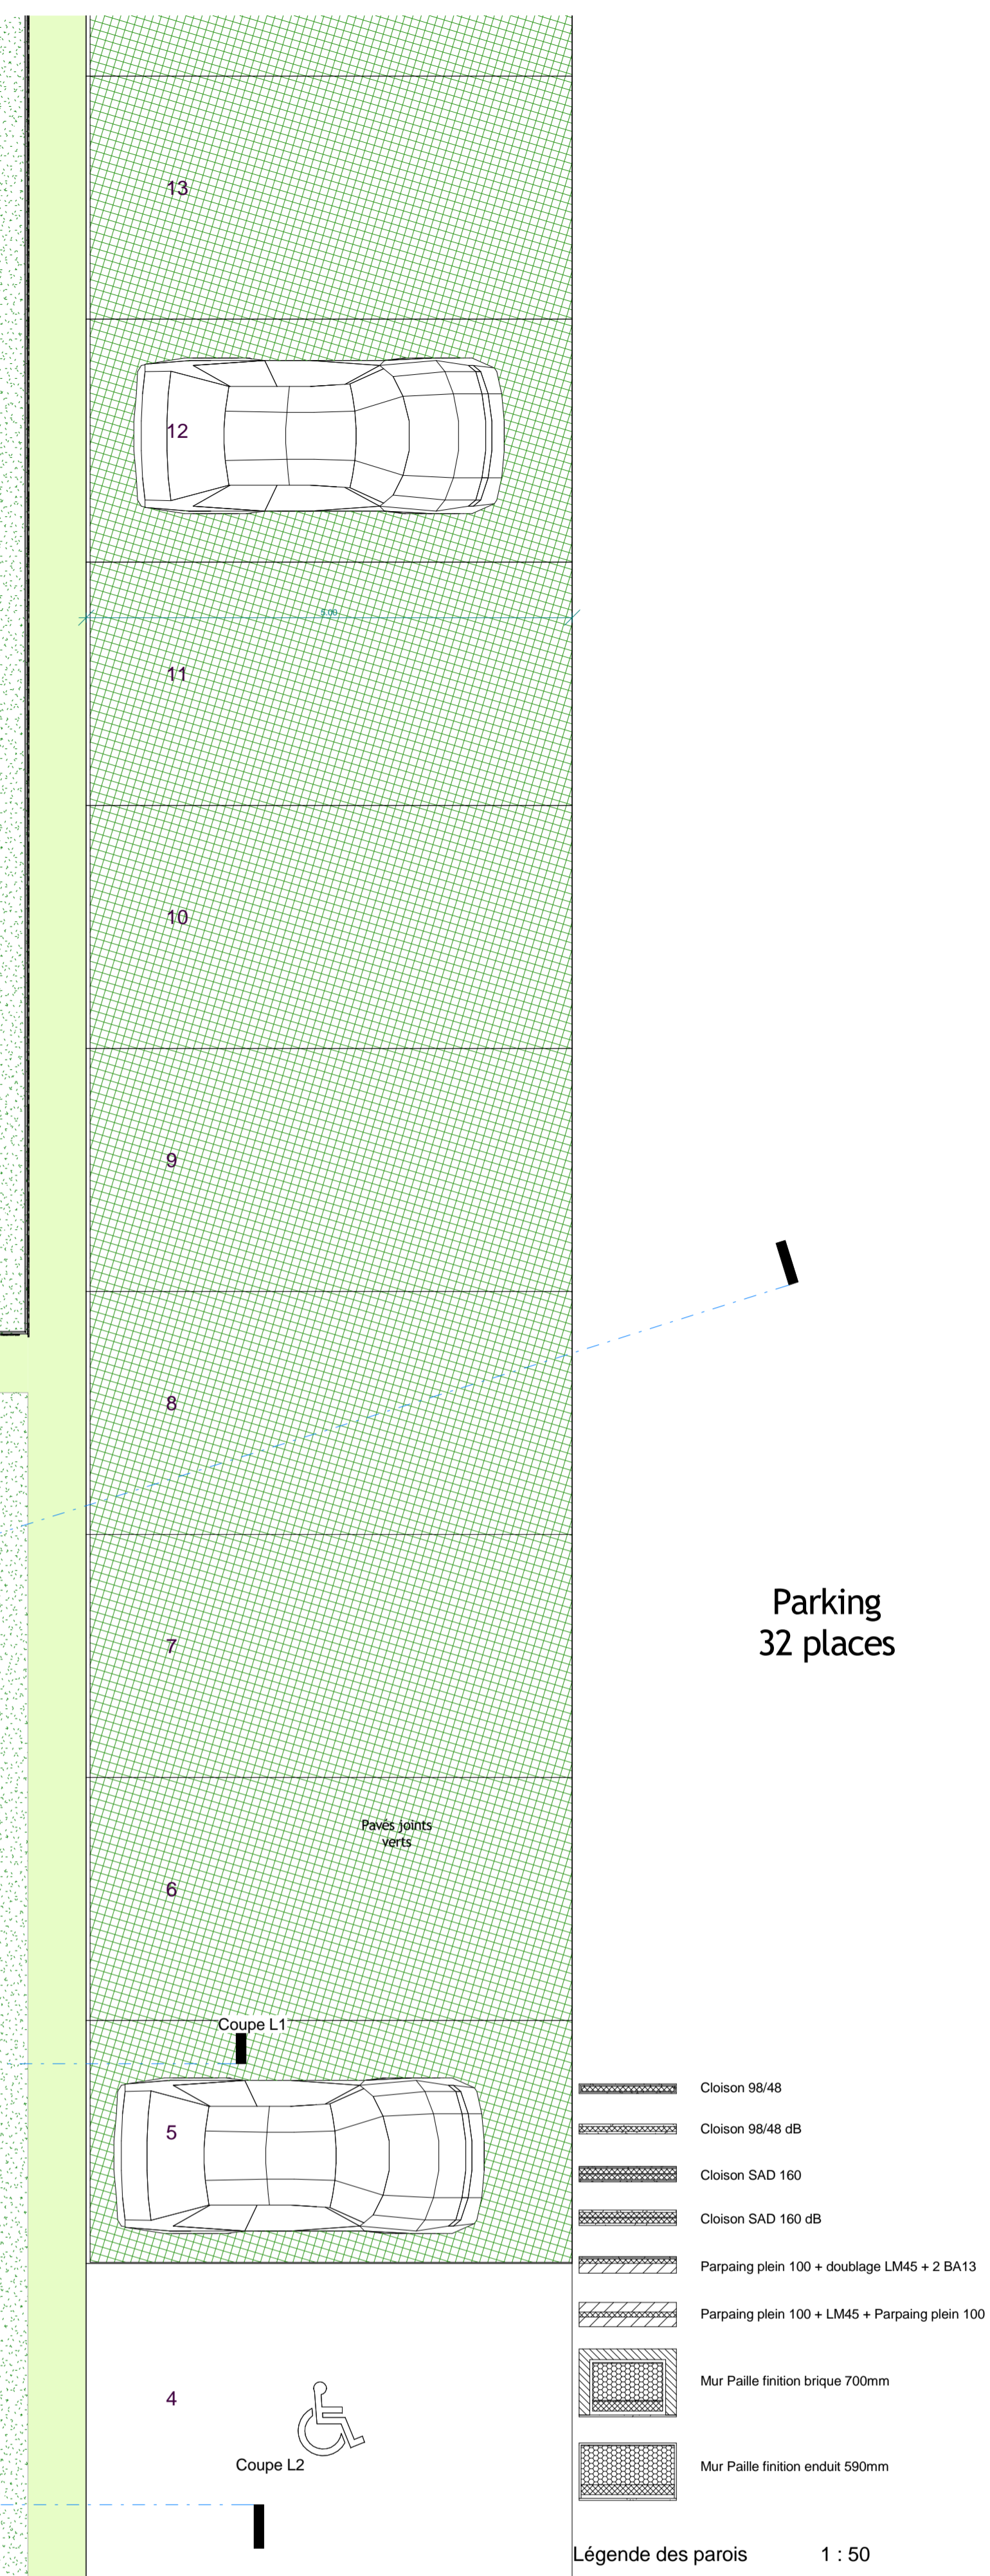 13
12
5.00
11
10
9
8
Parking
32 places
7
Pavés joints
verts
6
Coupe L1
5
Cloison 98/48
Cloison 98/48 dB
Cloison SAD 160
Cloison SAD 160 dB
Parpaing plein 100 + doublage LM45 + 2 BA13
Parpaing plein 100 + LM45 + Parpaing plein 100
Mur Paille finition brique 700mm
4
Coupe L2
Mur Paille finition enduit 590mm
Légende des parois 1 : 50